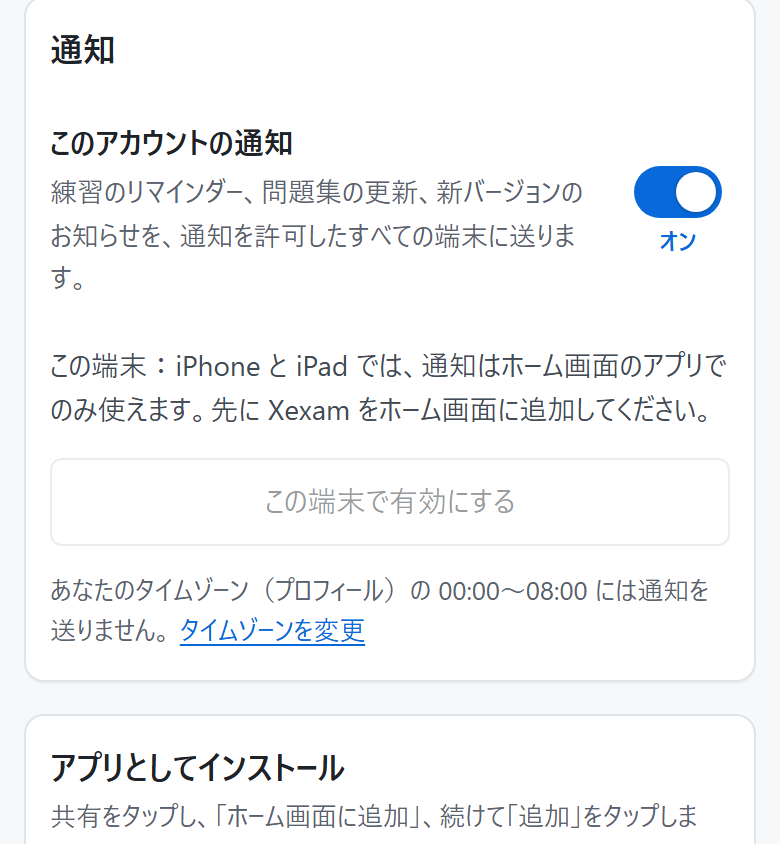 通知
このアカウントの通知
練習のリマインダー、問題集の更新、新バージョンの
お知らせを、通知を許可したすべての端末に送りま
す。
オン
この端末：iPhone と iPad では、通知はホーム画面のアプリで
のみ使えます。先に Xexam をホーム画面に追加してください。
この端末で有効にする
あなたのタイムゾーン（プロフィール）の 00:00～08:00 には通知を
送りません。タイムゾーンを変更
アプリとしてインストール
共有をタップし、「ホーム画面に追加」、続けて「追加」をタップしま